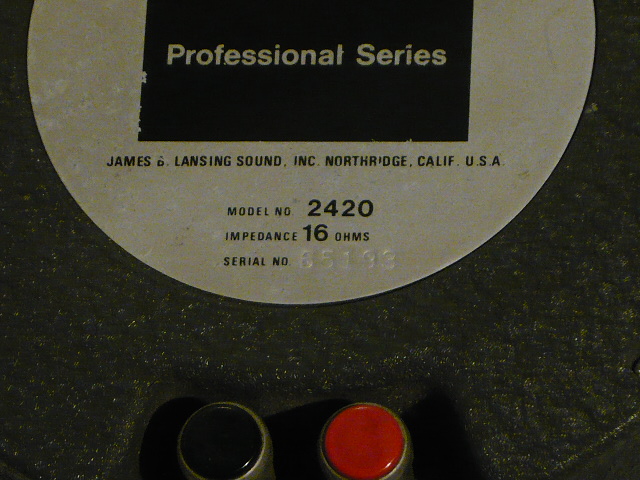 Professional Series
JAMES B. LANSING SOUND, INC. NORTHRIDGE, CALIF. U.S.A.
MODEL NO 2420
IMPEDANCE 16 OHMS
SERIAL NO.